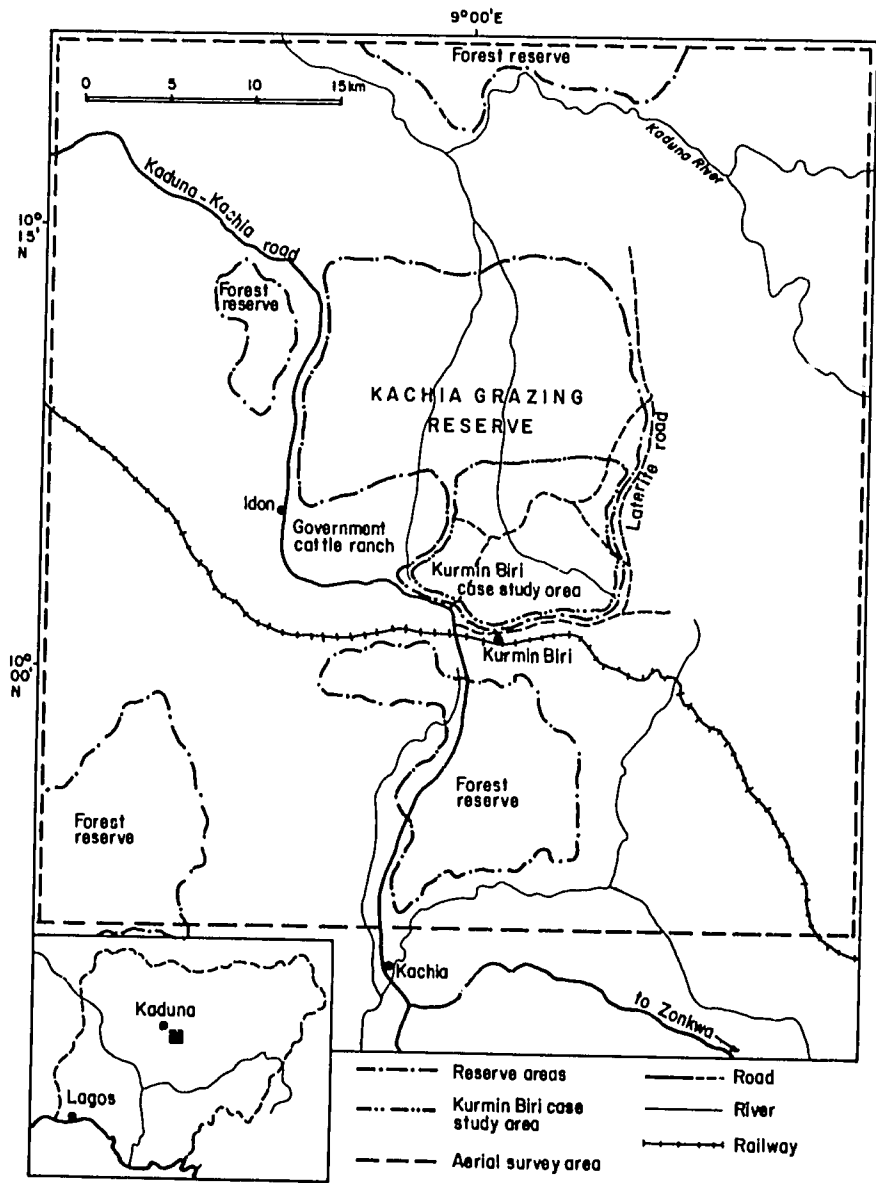 9°00'E
Forest reserve
0 5 10 15km
Kaduna River
Kaduna-Kachia road
10°
15'
N
Forest
reserve
KACHIA GRAZING
RESERVE
Laterite road
Idon
Government
cattle ranch
Kurmin Biri
case study area
Kurmin Biri
10°
00'
N
Forest
reserve
Forest
reserve
Kachia
to Zonkwa
Kaduna
Lagos
Reserve areas
Kurmin Biri case
study area
Aerial survey area
Road
River
Railway